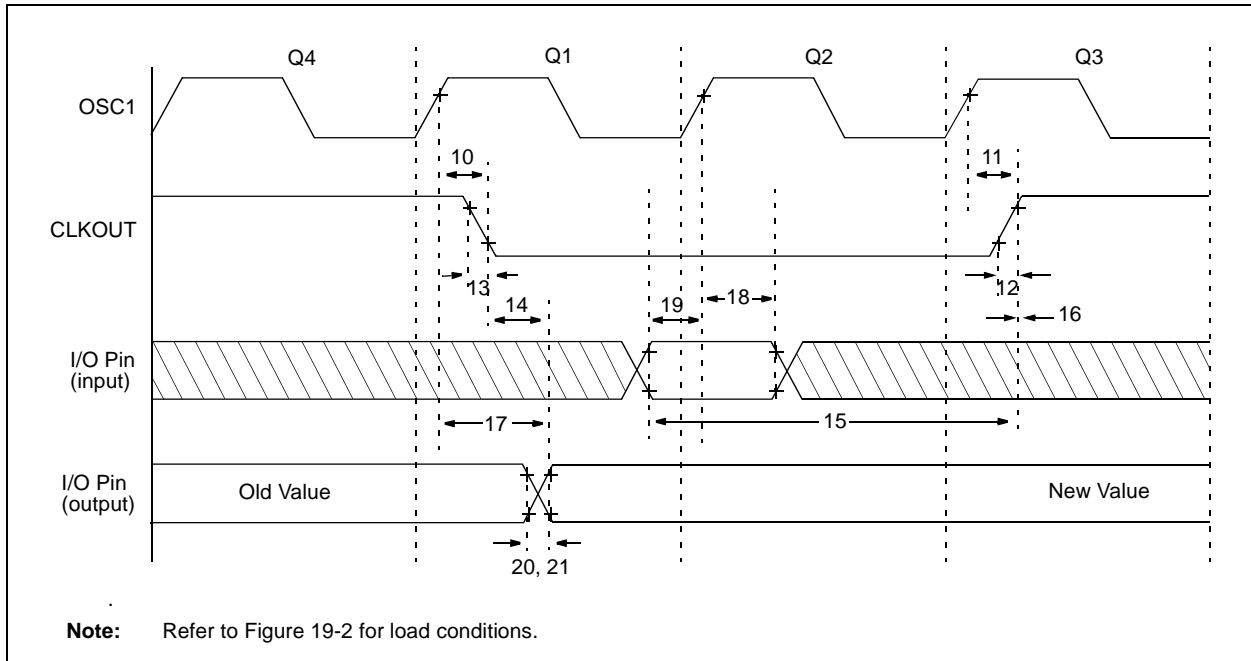 Q4 Q1 Q2 Q3
OSC1
10 11
CLKOUT
13 12
14 19 18 16
I/O Pin
(input)
17 15
I/O Pin
(output)
Old Value New Value
20, 21
.
Note: Refer to Figure 19-2 for load conditions.